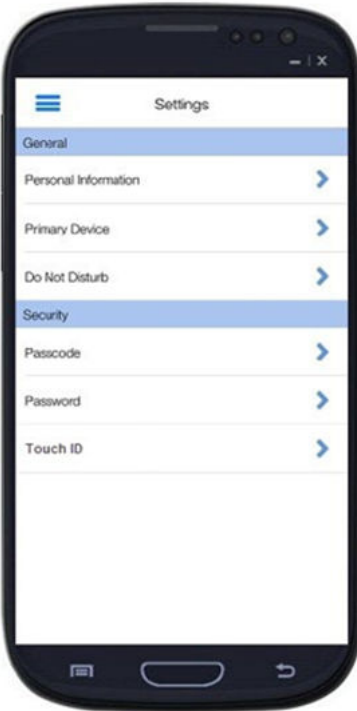 Settings
General
Personal Information
Primary Device
Do Not Disturb
Security
Passcode
Password
Touch ID